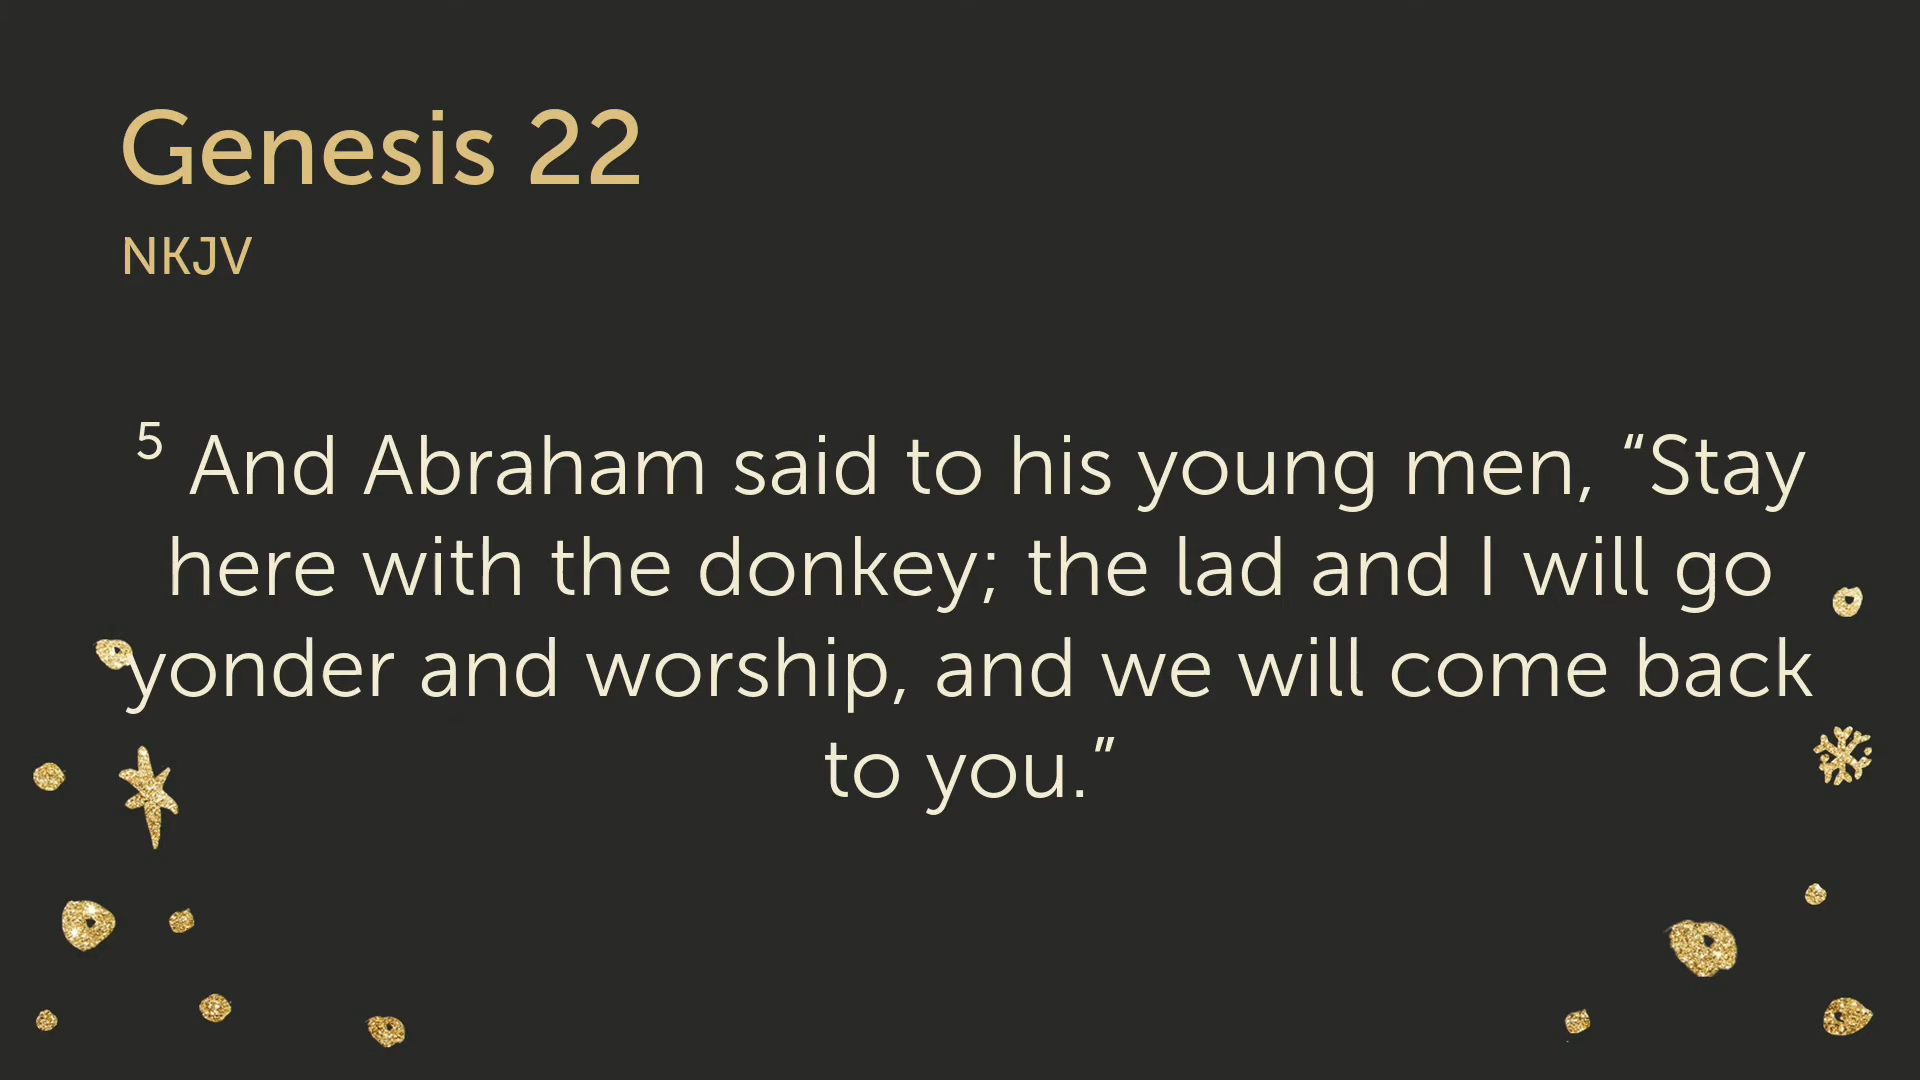 Genesis 22
NKJV
5 And Abraham said to his young men, “Stay
here with the donkey; the lad and I will go
yonder and worship, and we will come back
to you.”